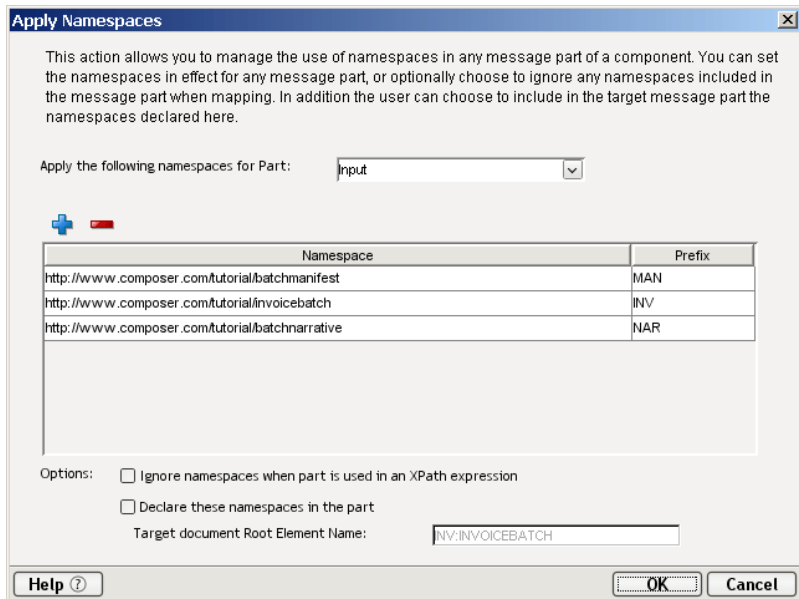 Apply Namespaces
This action allows you to manage the use of namespaces in any message part of a component. You can set
the namespaces in effect for any message part, or optionally choose to ignore any namespaces included in
the message part when mapping. In addition the user can choose to include in the target message part the
namespaces declared here.
Apply the following namespaces for Part: Input
Namespace Prefix
http://www.composer.com/tutorial/batchmanifest MAN
http://www.composer.com/tutorial/invoicebatch INV
http://www.composer.com/tutorial/batchnarrative NAR
Options: Ignore namespaces when part is used in an XPath expression
Declare these namespaces in the part
Target document Root Element Name: INV:INVOICEBATCH
Help ? OK Cancel